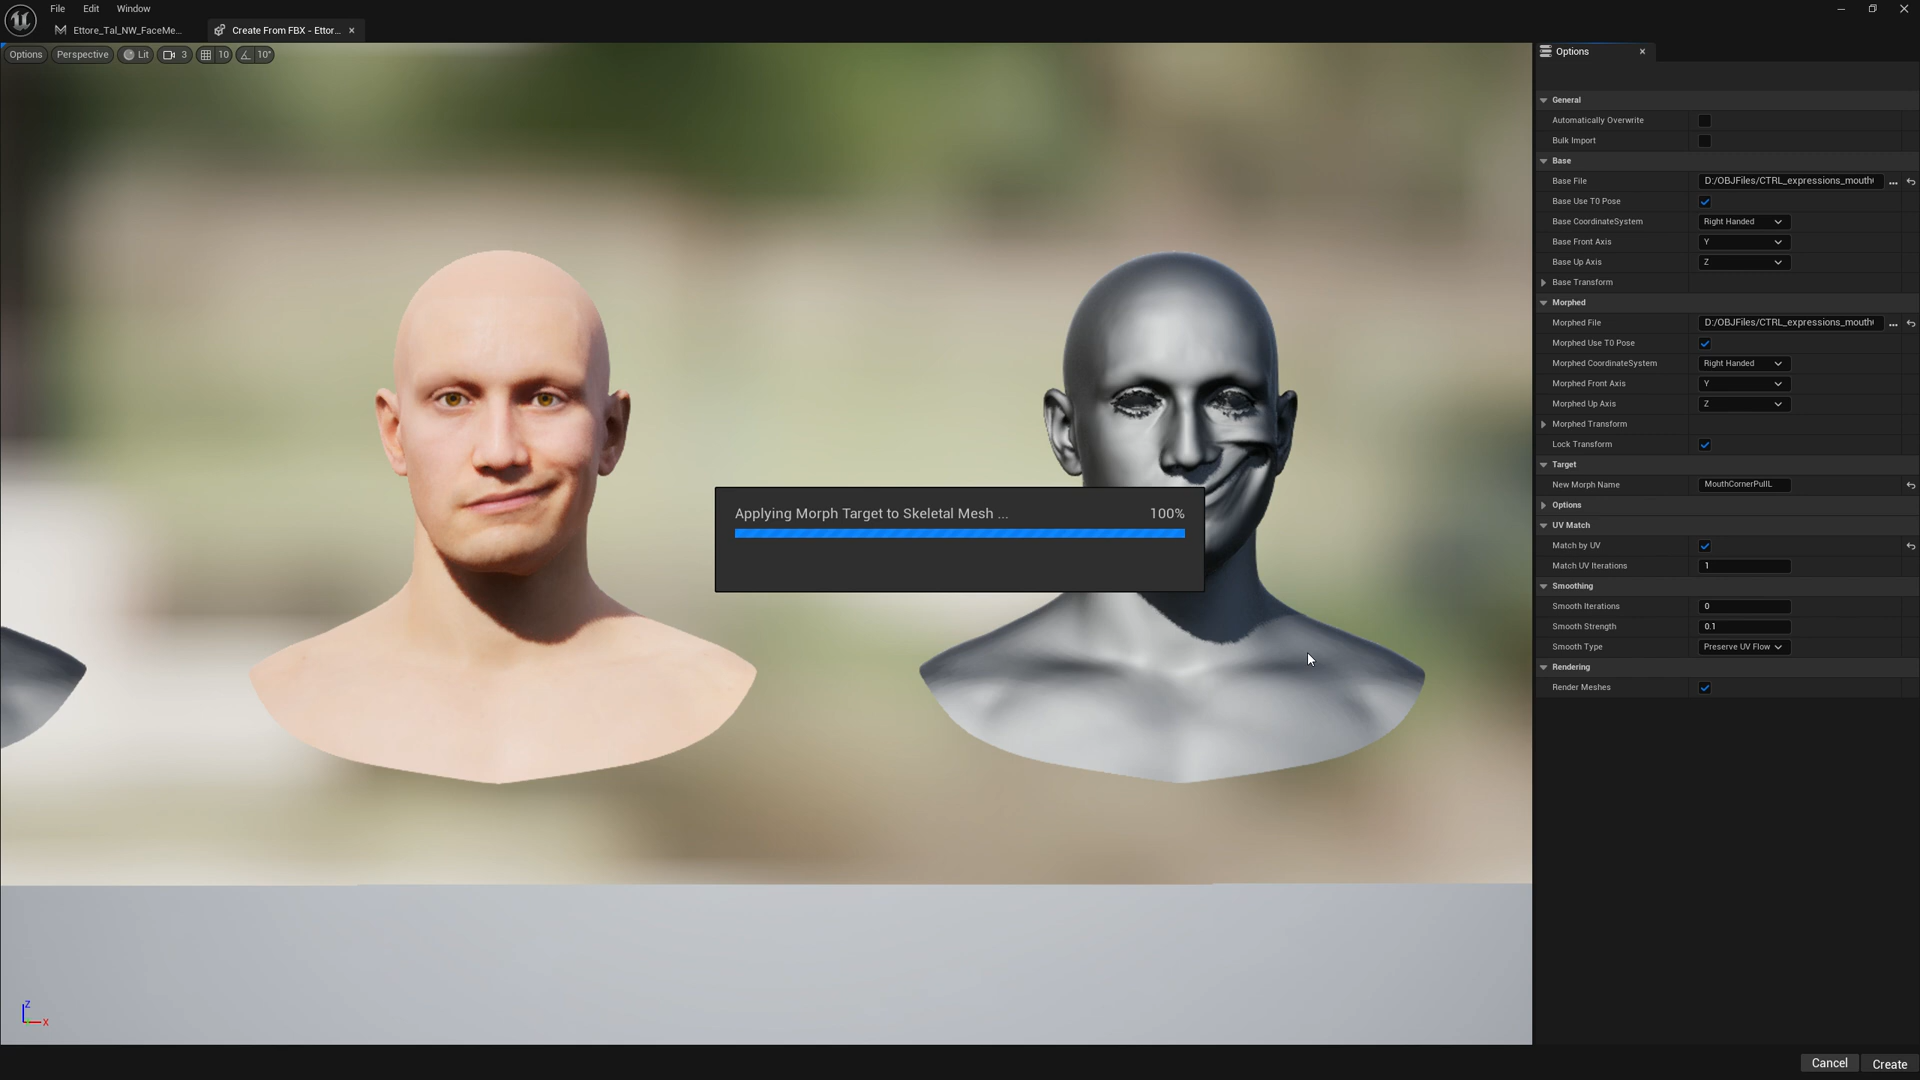 File Edit Window
Ettore_Tal_NW_FaceMe...
Create From FBX - Ettor...
Options Perspective Lit 3 10 10°
Options
General
Automatically Overwrite
Bulk Import
Base
Base File D:/OBJFiles/CTRL_expressions_mouth
Base Use T0 Pose
Base CoordinateSystem Right Handed
Base Front Axis Y
Base Up Axis Z
Base Transform
Morphed
Morphed File D:/OBJFiles/CTRL_expressions_mouth
Morphed Use T0 Pose
Morphed CoordinateSystem Right Handed
Morphed Front Axis Y
Morphed Up Axis Z
Morphed Transform
Lock Transform
Target
New Morph Name MouthCornerPullL
Options
UV Match
Match by UV
Match UV Iterations 1
Smoothing
Smooth Iterations 0
Smooth Strength 0.1
Smooth Type Preserve UV Flow
Rendering
Render Meshes
Applying Morph Target to Skeletal Mesh ... 100%
Z
X
Cancel Create